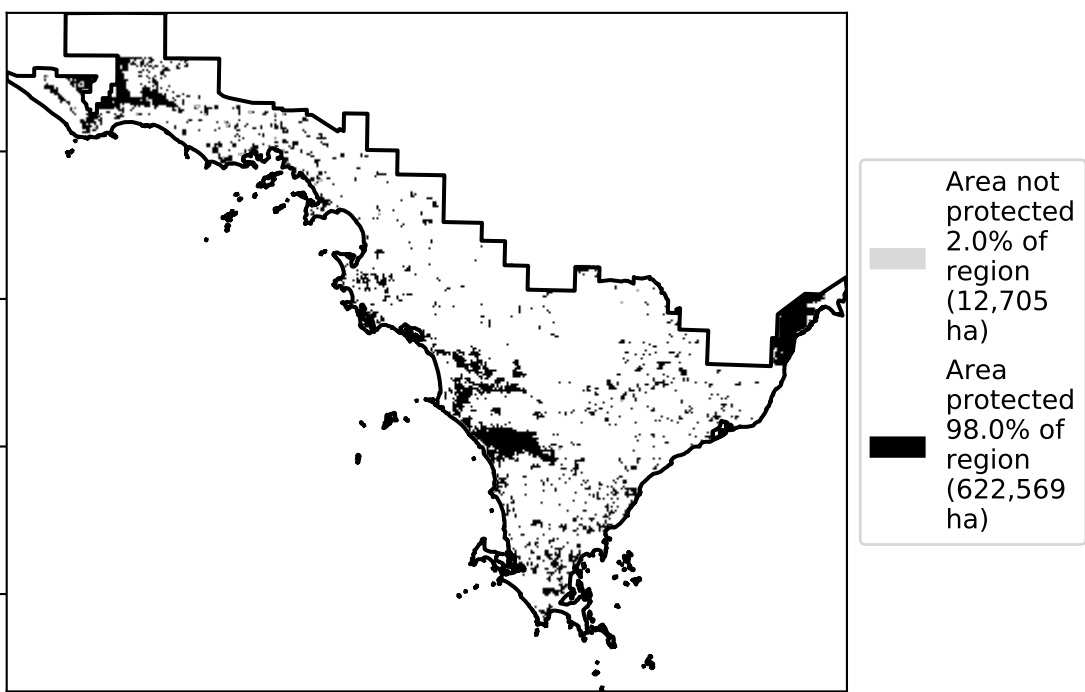 Area not
protected
2.0% of
region
(12,705
ha)
Area
protected
98.0% of
region
(622,569
ha)